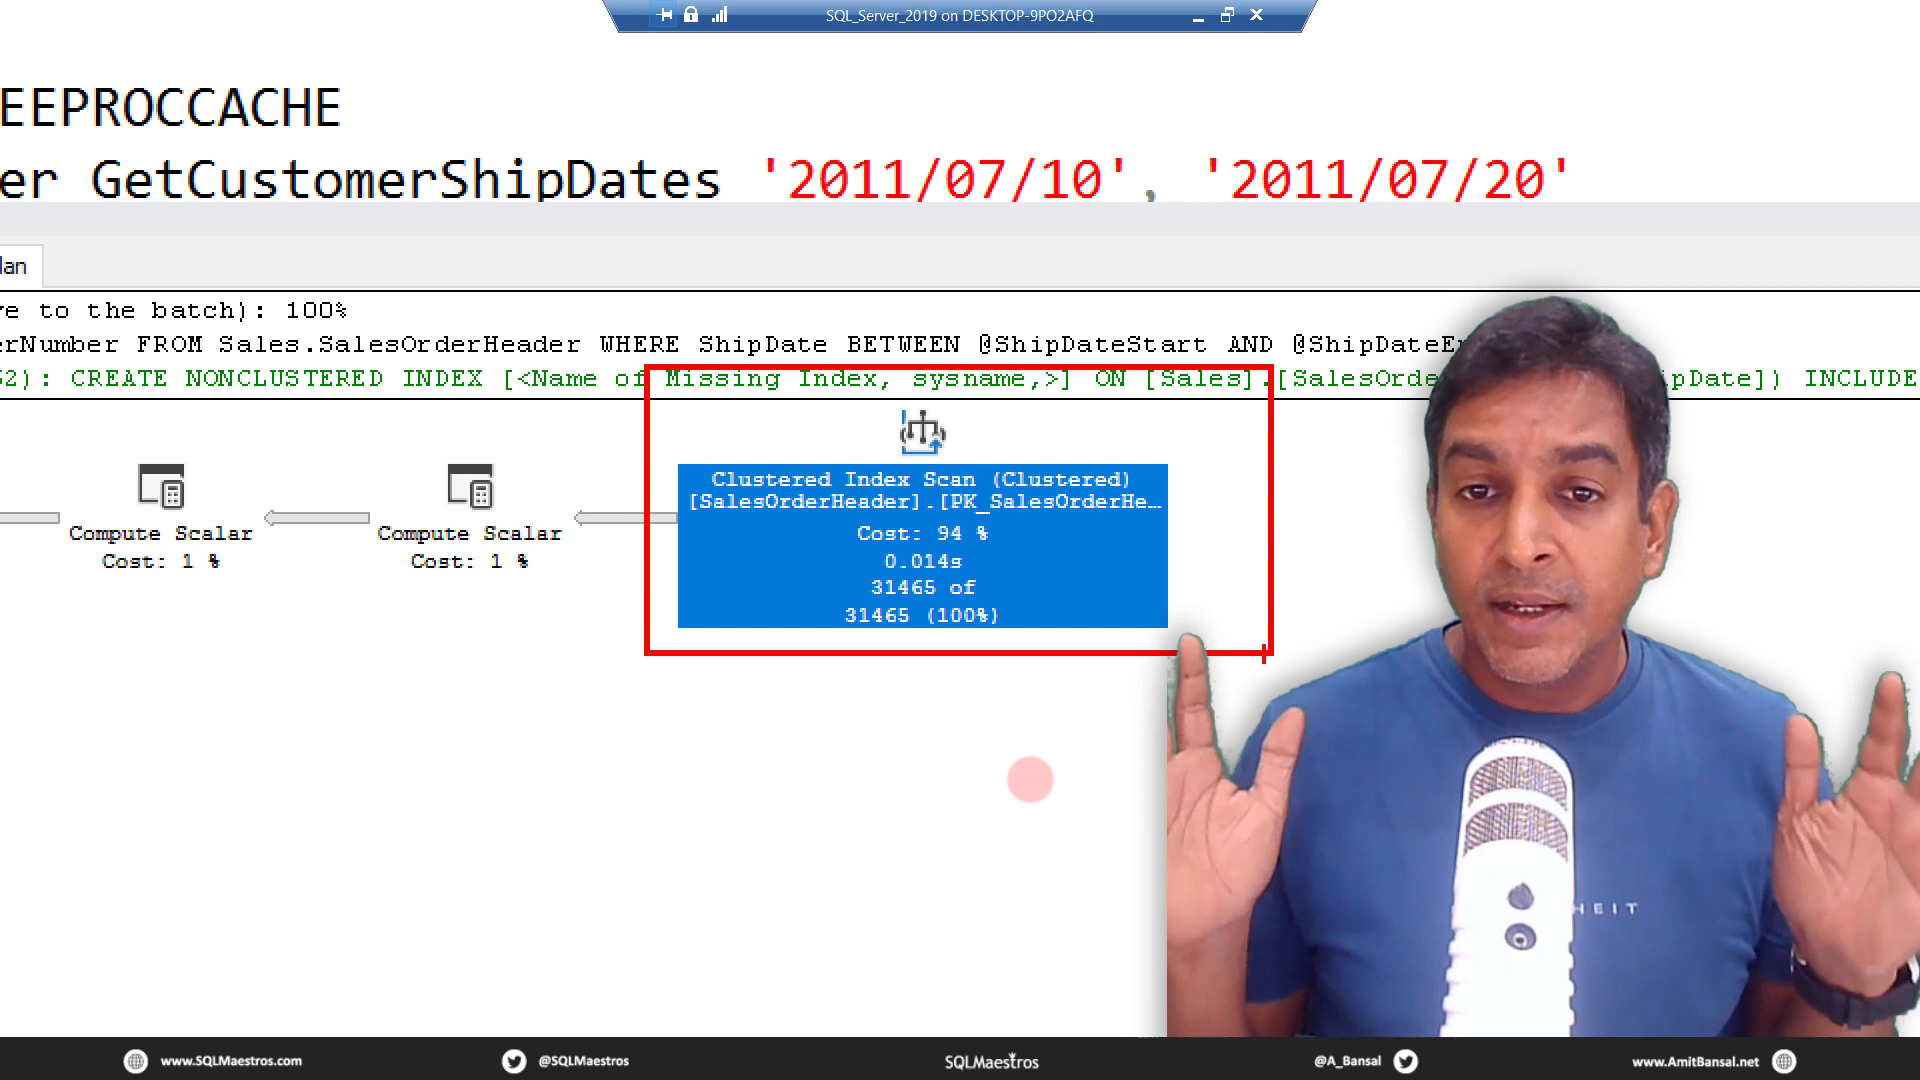 SQL_Server_2019 on DESKTOP-9PO2AFQ
EEPROCCACHE
er GetCustomerShipDates '2011/07/10', '2011/07/20'
lan
ve to the batch): 100%
erNumber FROM Sales.SalesOrderHeader WHERE ShipDate BETWEEN @ShipDateStart AND @ShipDateE
62): CREATE NONCLUSTERED INDEX [<Name of Missing Index, sysname,>] ON [Sales].[SalesOrde pDate]) INCLUDE
Clustered Index Scan (Clustered)
[SalesOrderHeader].[PK_SalesOrderHe...
Cost: 94 %
0.014s
31465 of
31465 (100%)
Compute Scalar
Cost: 1 %
Compute Scalar
Cost: 1 %
HEIT
www.SQLMaestros.com
@SQLMaestros
SQLMaestros
@A_Bansal
www.AmitBansal.net